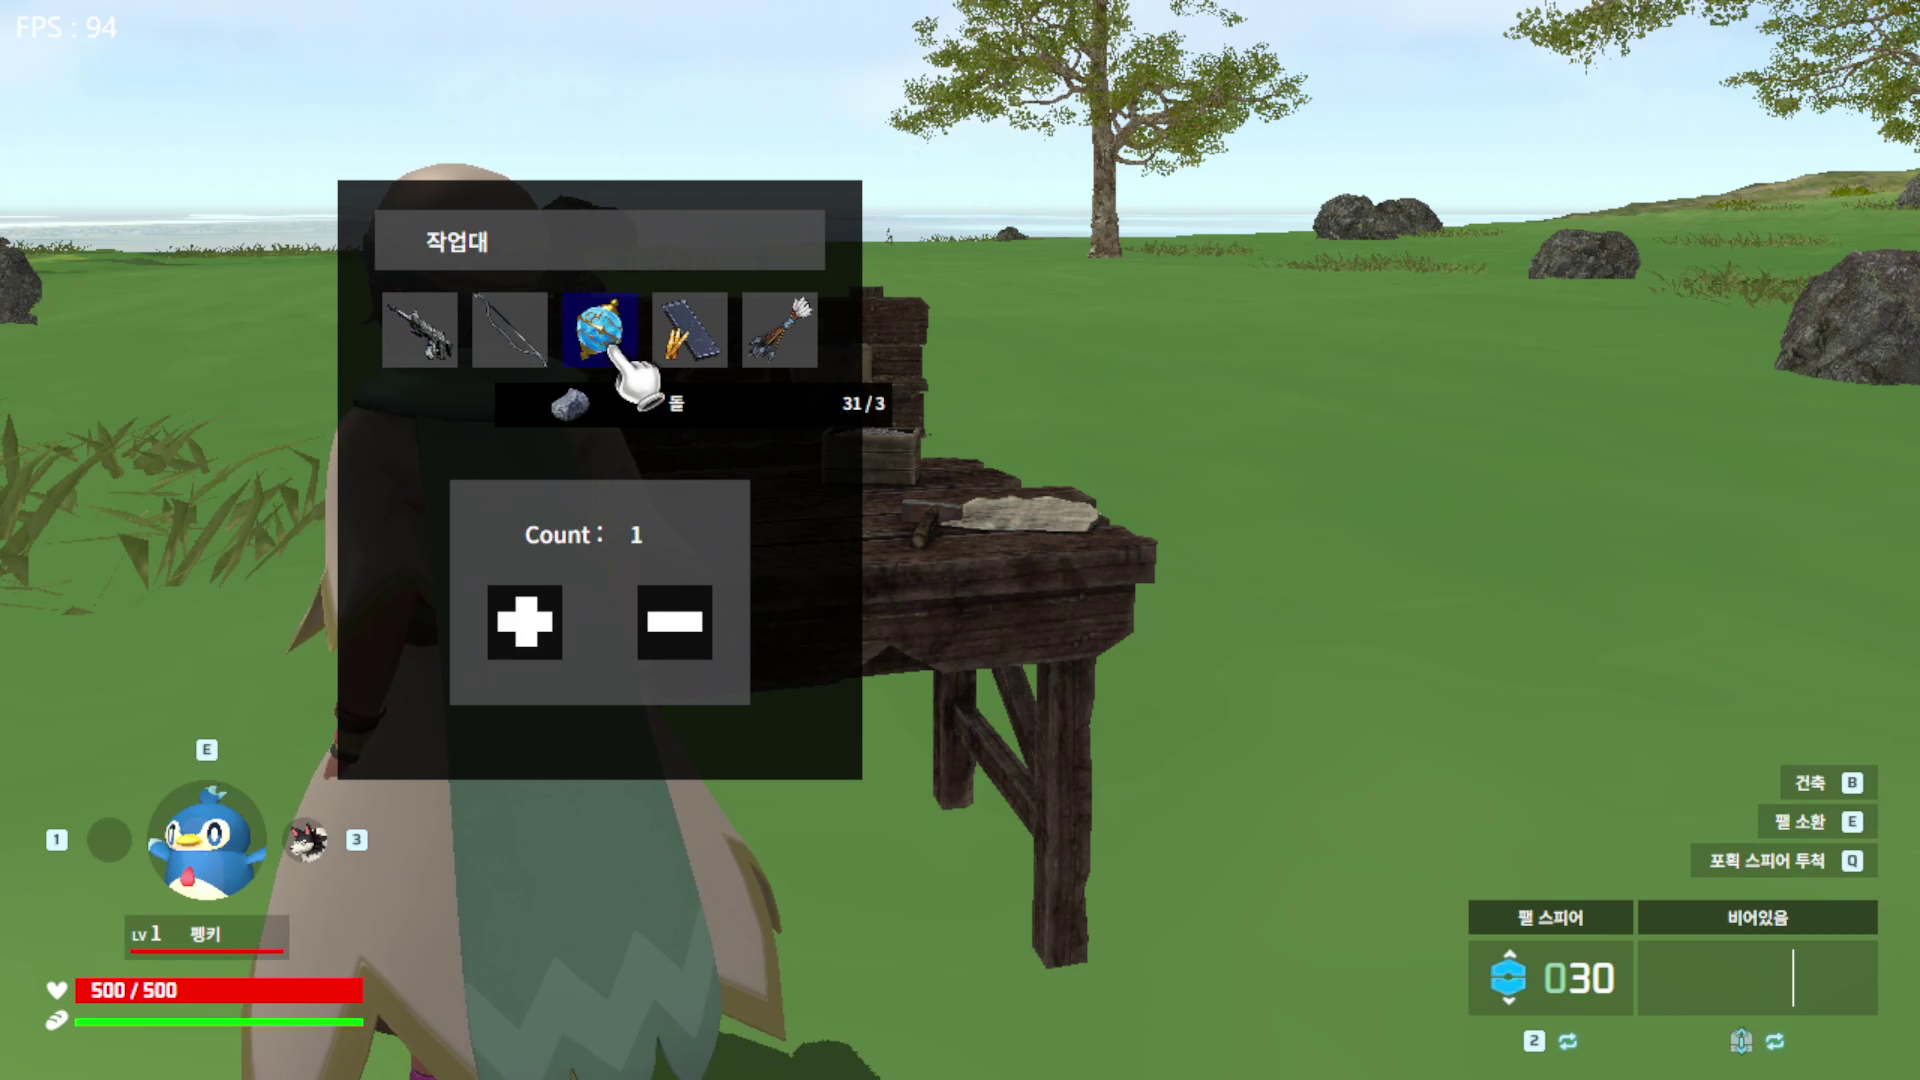 FPS : 94
작업대
돌 31/3
Count : 1
E
1
3
LV 1 펭키
500 / 500
건축 B
팰 소환 E
포획 스피어 투척 Q
팰 스피어
비어있음
030
2